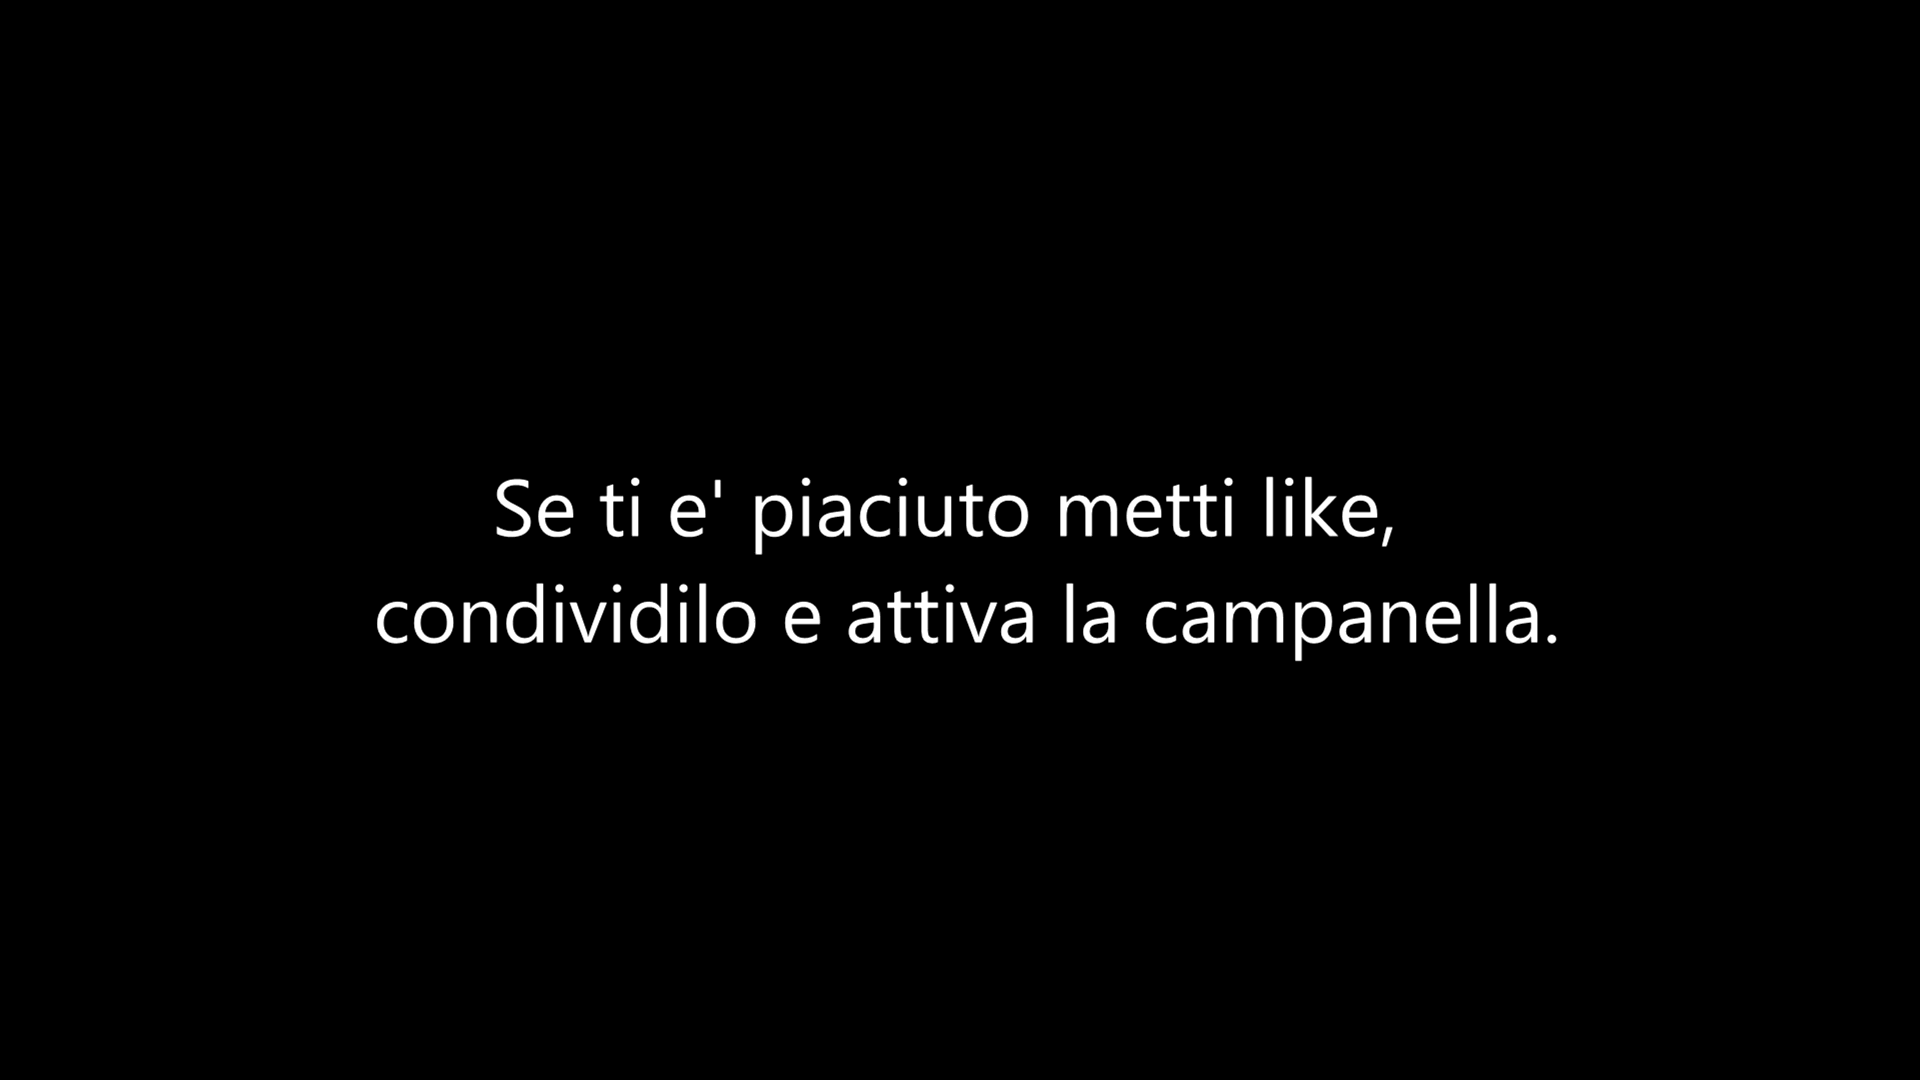 Se ti e' piaciuto metti like,
condividilo e attiva la campanella.